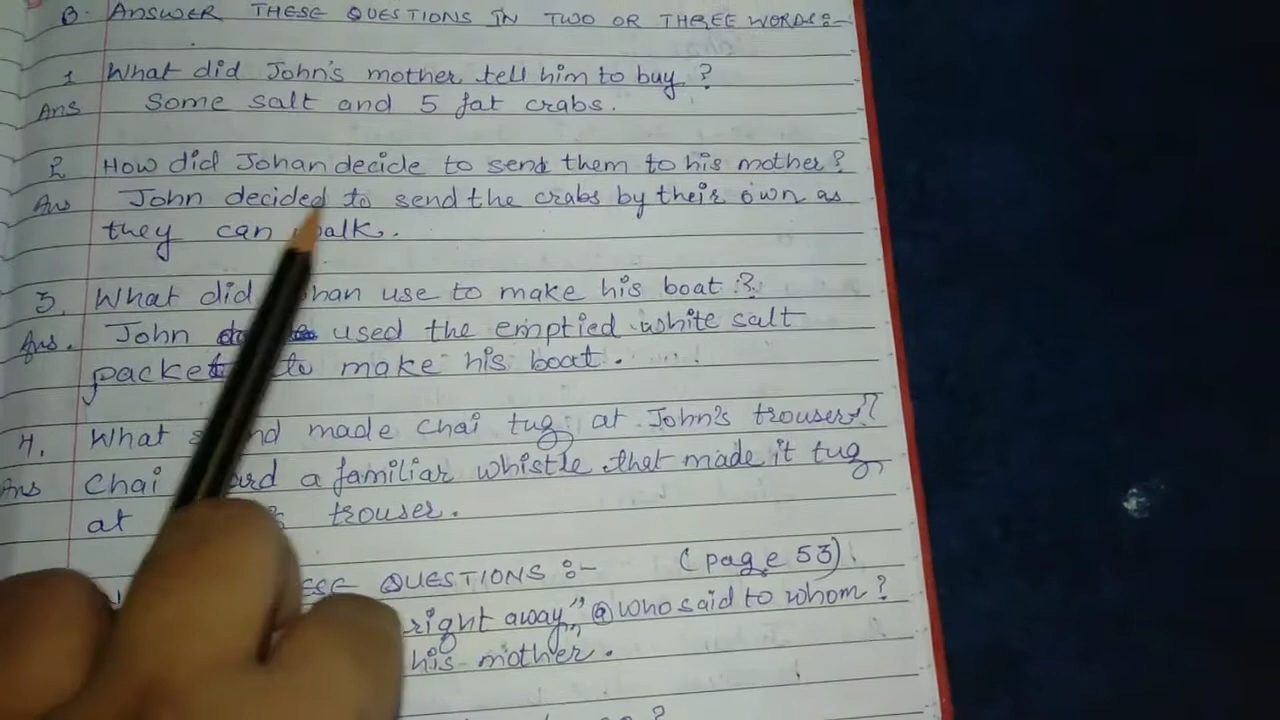 B. ANSWER THESE QUESTIONS IN TWO OR THREE WORDS:-
1 What did John's mother tell him to buy ?
Ans Some salt and 5 fat crabs.
2 How did Johan decide to send them to his mother?
Ans John decided to send the crabs by their own as
they can walk.
3. What did Johan use to make his boat ?
Ans. John used the emptied white salt
packet to make his boat.
4. What sound made Chai tug at John's trouser?
Ans Chai heard a familiar whistle that made it tug
at trouser.
THESE QUESTIONS :- (page 53).
right away" @ who said to whom ?
his mother.